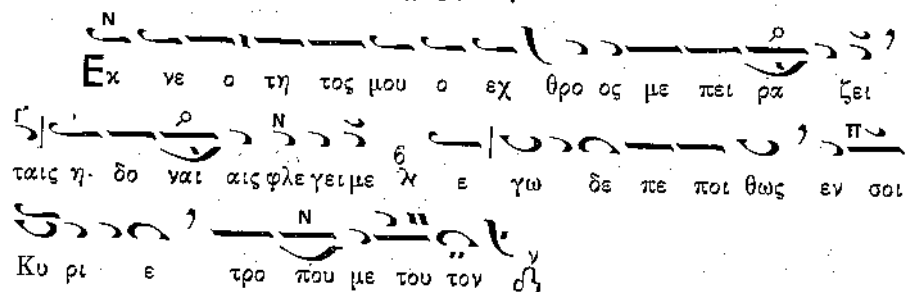 Εκ νε ο τη τος μου ο εχ θρο ος με πει ρα ζει
ταις η δο ναι αις φλε γει με ε γω δε πε ποι θως εν σοι
Κυ ρι ε τρο που με του τον